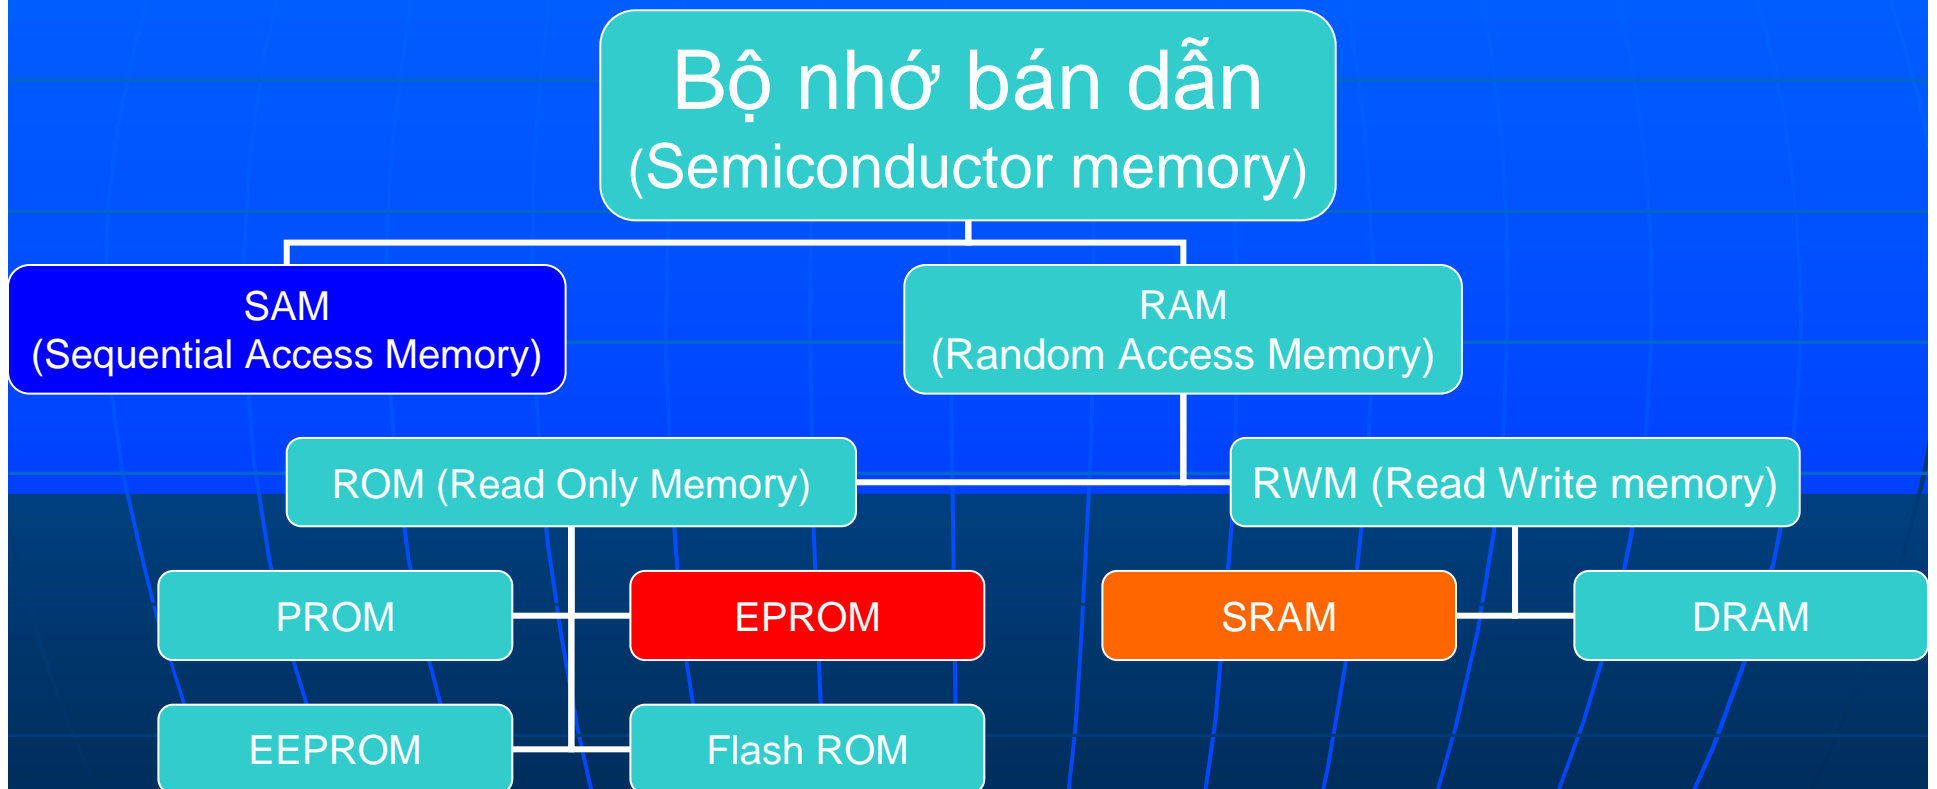 Bộ nhớ bán dẫn
(Semiconductor memory)
SAM
(Sequential Access Memory)
RAM
(Random Access Memory)
ROM (Read Only Memory)
RWM (Read Write memory)
PROM
EPROM
SRAM
DRAM
EEPROM
Flash ROM